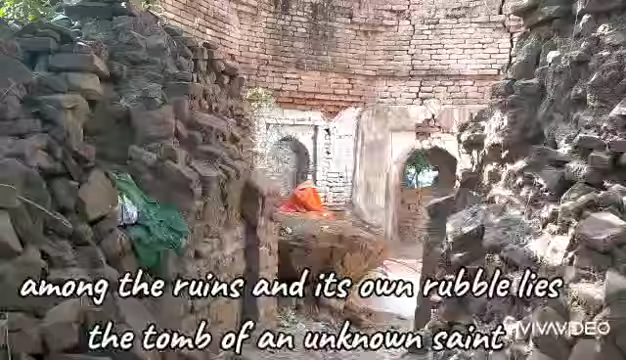 among the ruins and its own rubble lies
the tomb of an unknown saint
VIVAVIDEO